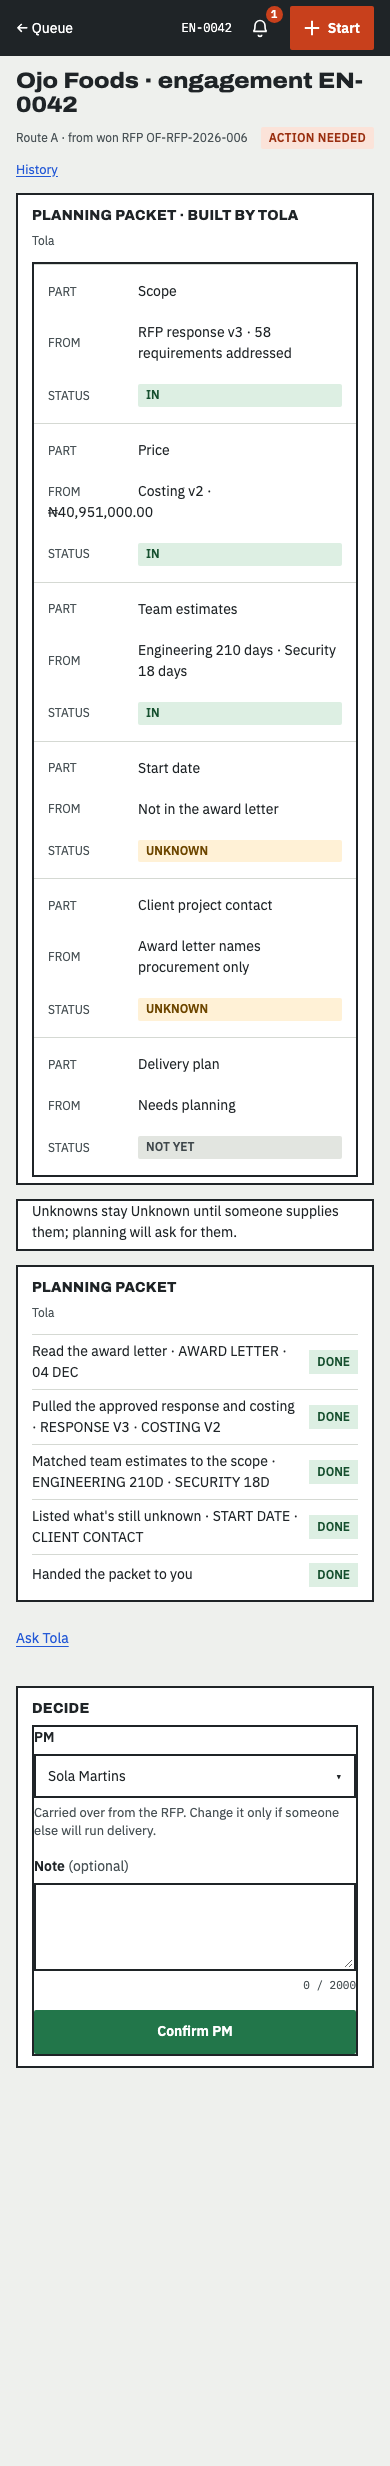 ← Queue
EN-0042
1
Start
Ojo Foods · engagement EN-
0042
Route A · from won RFP OF-RFP-2026-006
ACTION NEEDED
History
PLANNING PACKET · BUILT BY TOLA
Tola
PART Scope
FROM RFP response v3 · 58
requirements addressed
STATUS IN
PART Price
FROM Costing v2 ·
₦40,951,000.00
STATUS IN
PART Team estimates
FROM Engineering 210 days · Security
18 days
STATUS IN
PART Start date
FROM Not in the award letter
STATUS UNKNOWN
PART Client project contact
FROM Award letter names
procurement only
STATUS UNKNOWN
PART Delivery plan
FROM Needs planning
STATUS NOT YET
Unknowns stay Unknown until someone supplies
them; planning will ask for them.
PLANNING PACKET
Tola
Read the award letter · AWARD LETTER ·
04 DEC
DONE
Pulled the approved response and costing
· RESPONSE V3 · COSTING V2
DONE
Matched team estimates to the scope ·
ENGINEERING 210D · SECURITY 18D
DONE
Listed what's still unknown · START DATE ·
CLIENT CONTACT
DONE
Handed the packet to you
DONE
Ask Tola
DECIDE
PM
Sola Martins
Carried over from the RFP. Change it only if someone
else will run delivery.
Note (optional)
0 / 2000
Confirm PM